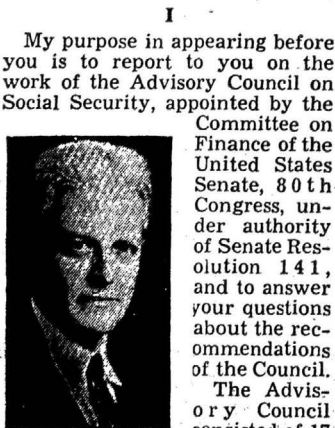 I
My purpose in appearing before
you is to report to you on the
work of the Advisory Council on
Social Security, appointed by the
Committee on
Finance of the
United States
Senate, 80th
Congress, un-
der authority
of Senate Res-
olution 141,
and to answer
your questions
about the rec-
ommendations
of the Council.
The Advis-
ory Council
consisted of 17